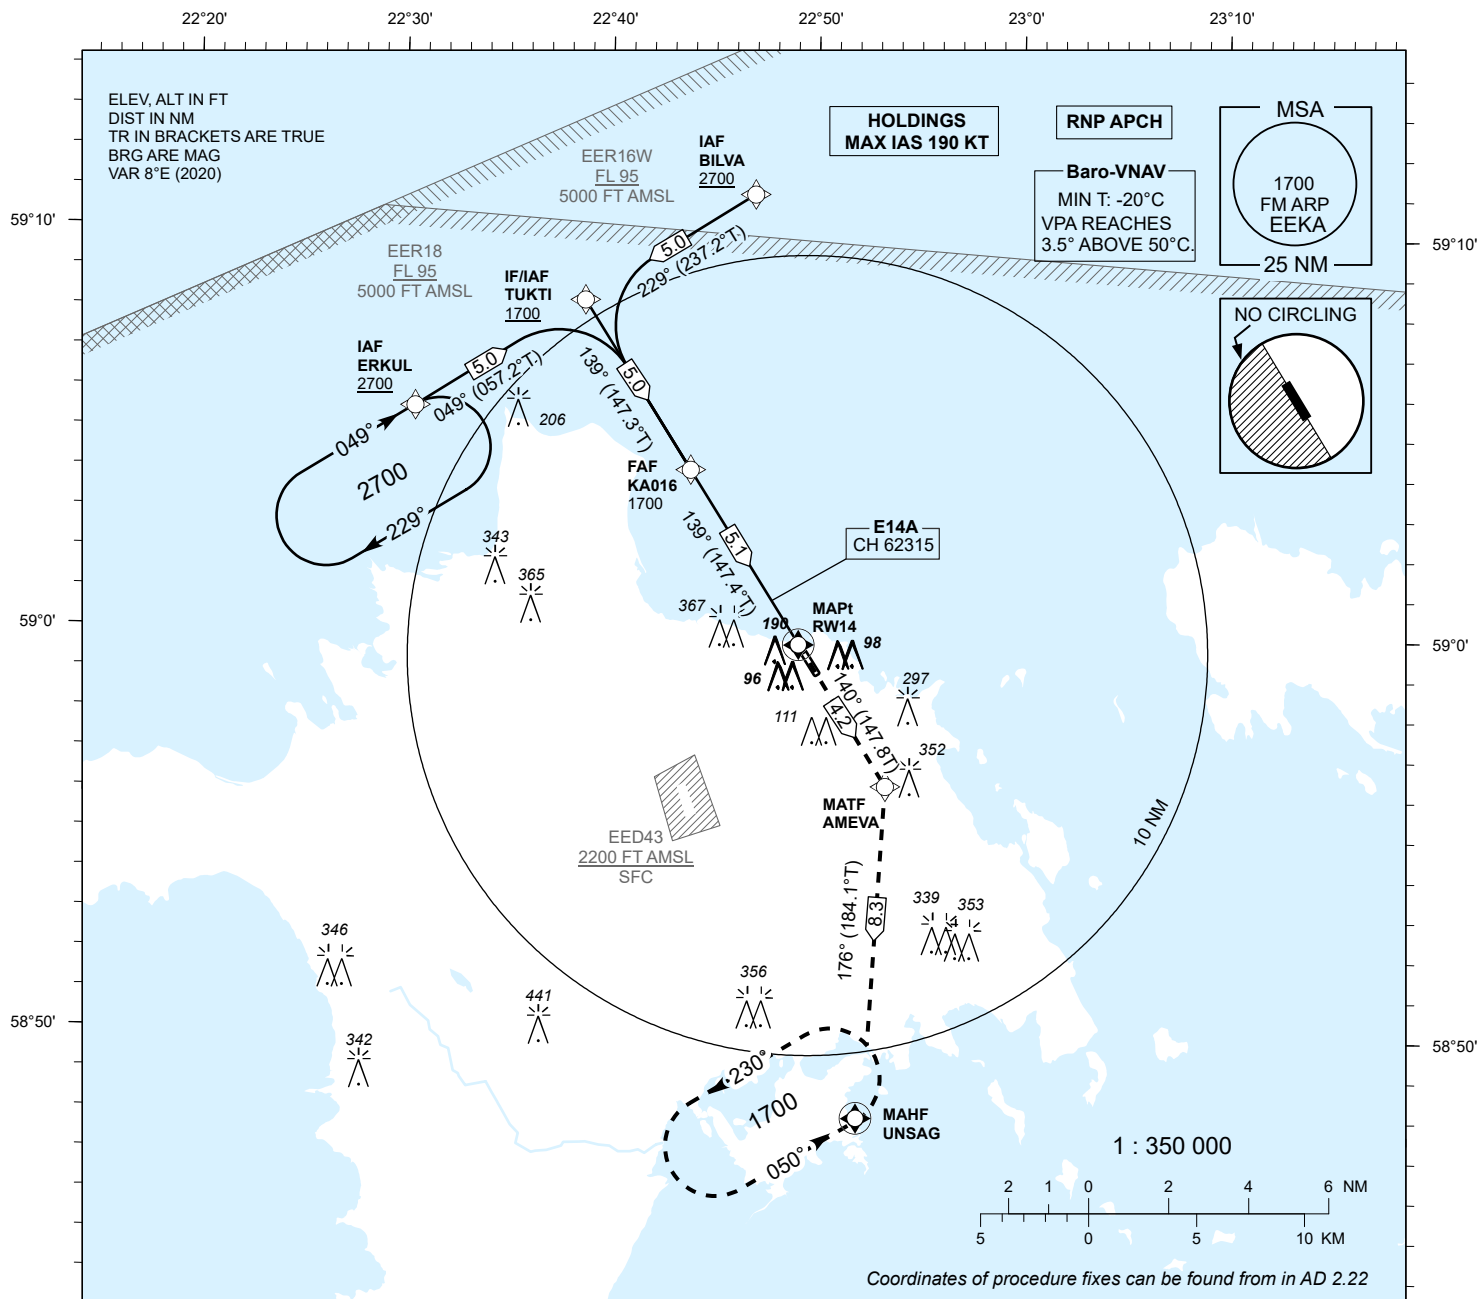 22°20'
22°30'
22°40'
22°50'
23°0'
23°10'
ELEV, ALT IN FT
DIST IN NM
TR IN BRACKETS ARE TRUE
BRG ARE MAG
VAR 8°E (2020)
EER16W
FL 95
5000 FT AMSL
IAF
BILVA
2700
HOLDINGS
MAX IAS 190 KT
RNP APCH
MSA
1700
FM ARP
EEKA
25 NM
Baro-VNAV
MIN T: -20°C
VPA REACHES
3.5° ABOVE 50°C.
59°10'
59°10'
EER18
FL 95
5000 FT AMSL
IF/IAF
TUKTI
1700
5.0
229° (237.2°T)
NO CIRCLING
IAF
ERKUL
2700
5.0
049° (057.2°T)
5.0
139° (147.3°T)
206
049°
2700
229°
FAF
KA016
1700
5.1
139° (147.4°T)
E14A
CH 62315
343
365
367
59°0'
59°0'
MAPt
RW14
190
98
96
297
111
140° (147.8T)
4.2
352
MATF
AMEVA
EED43
2200 FT AMSL
SFC
10 NM
176° (184.1°T)
8.3
339
353
4
346
356
441
342
58°50'
58°50'
230°
1700
050°
MAHF
UNSAG
1 : 350 000
2 1 0 2 4 6 NM
5 0 5 10 KM
Coordinates of procedure fixes can be found from in AD 2.22